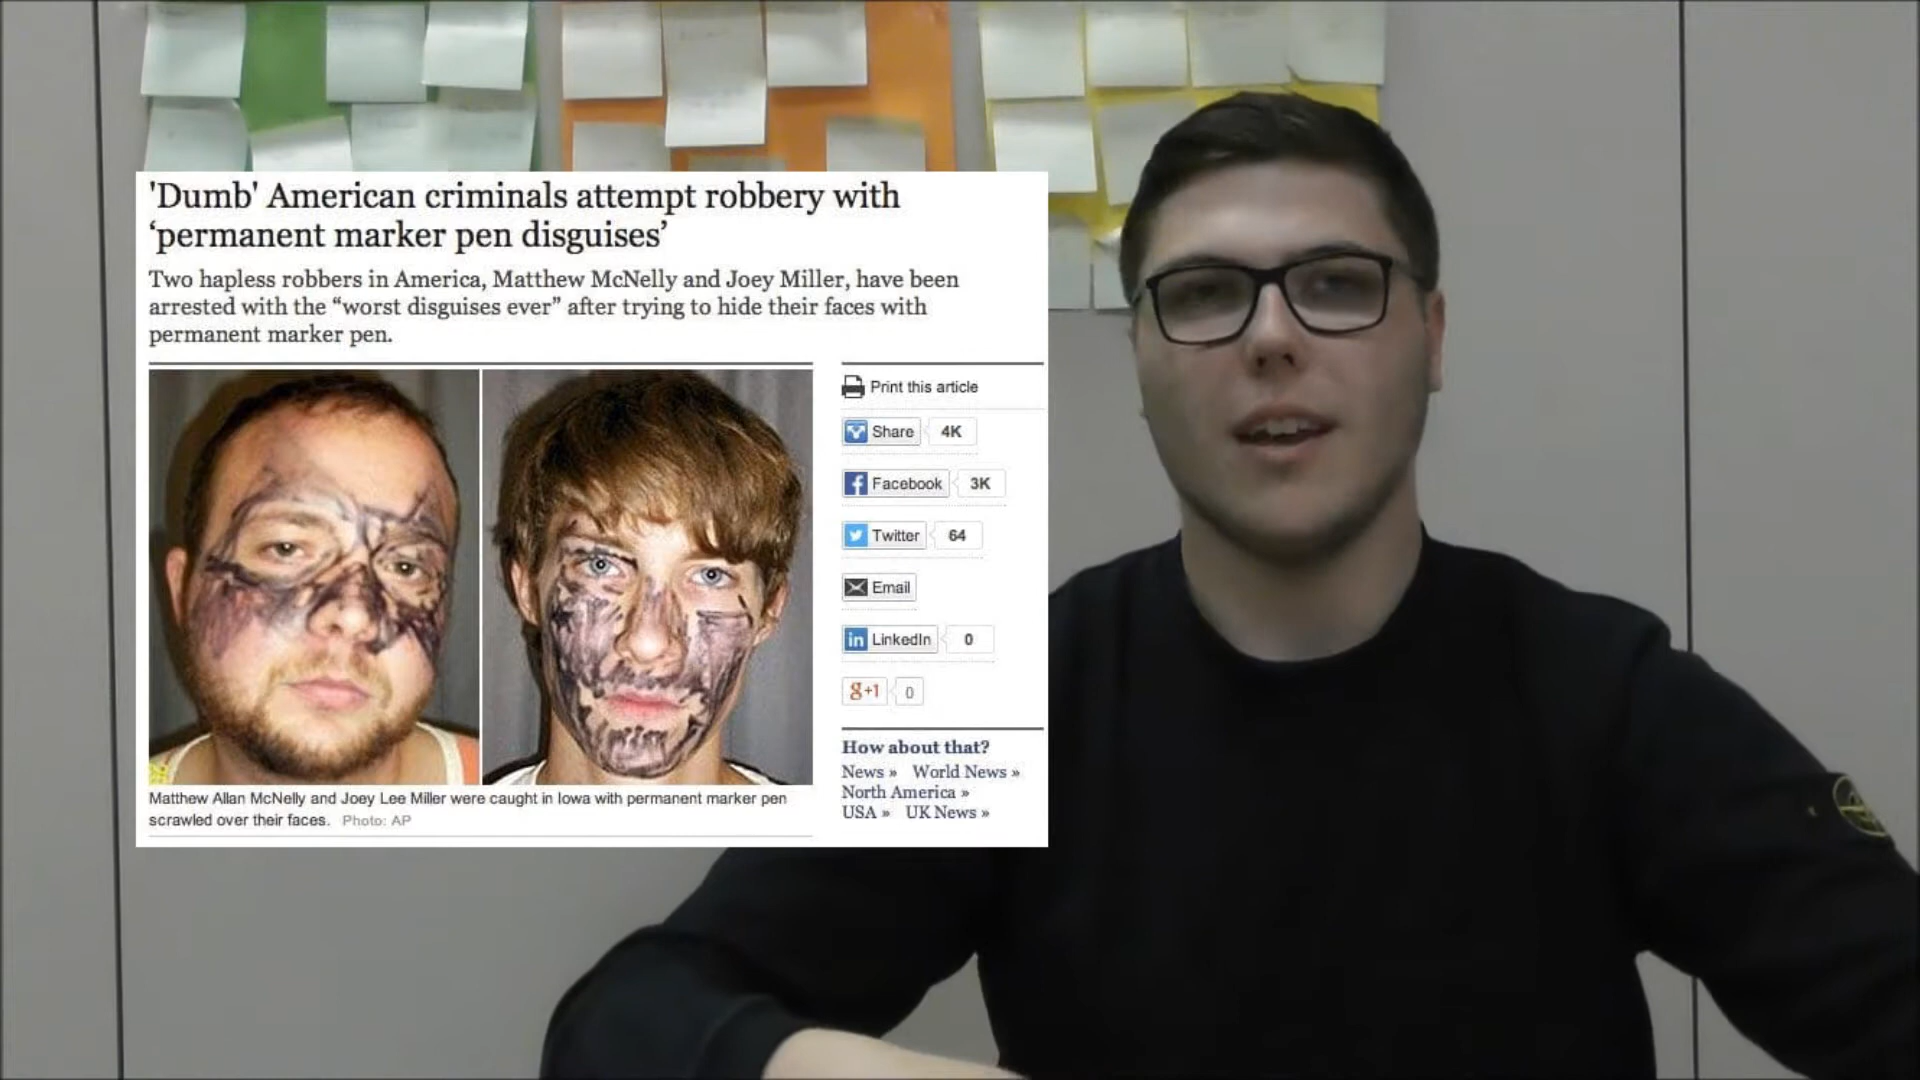 'Dumb' American criminals attempt robbery with
‘permanent marker pen disguises’
Two hapless robbers in America, Matthew McNelly and Joey Miller, have been
arrested with the “worst disguises ever” after trying to hide their faces with
permanent marker pen.
Print this article
Share 4K
Facebook 3K
Twitter 64
Email
in LinkedIn 0
g+1 0
How about that?
News » World News »
North America »
USA » UK News »
Matthew Allan McNelly and Joey Lee Miller were caught in Iowa with permanent marker pen
scrawled over their faces. Photo: AP